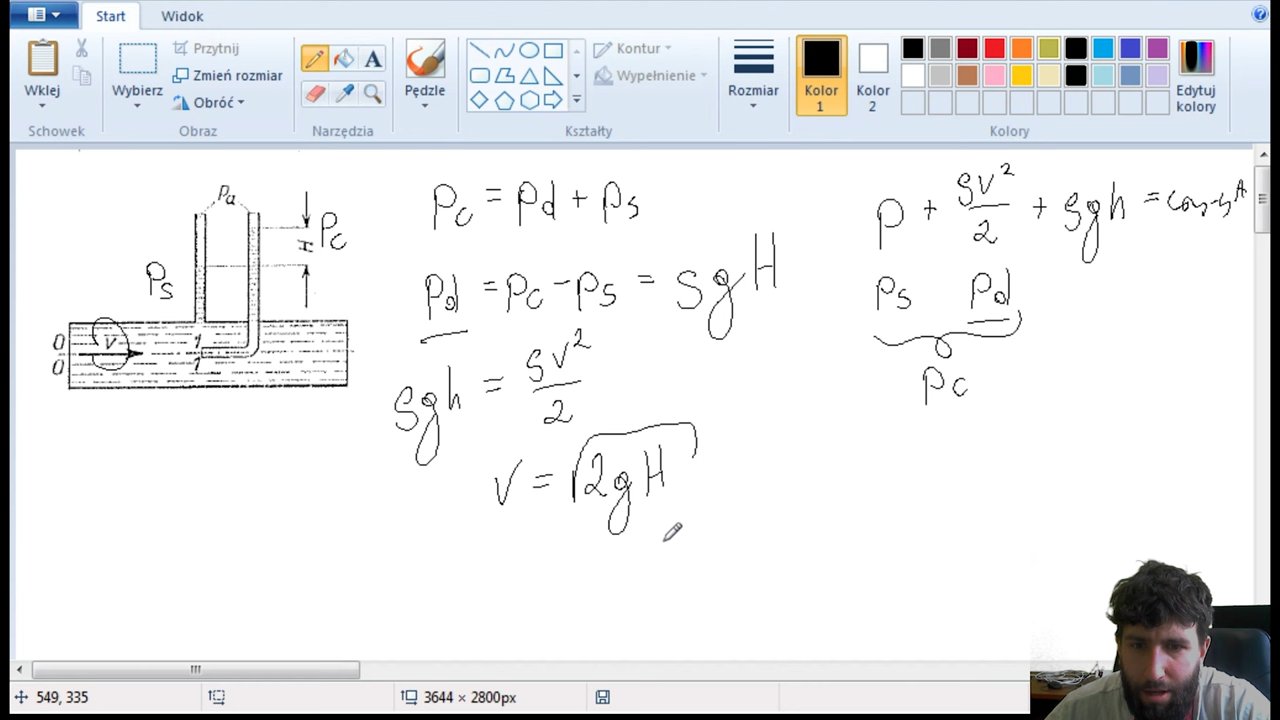 Start Widok
Wklej
Schowek
Wybierz
Przytnij
Zmień rozmiar
Obróć
Obraz
Narzędzia
Pędzle
Kontur
Wypełnienie
Kształty
Rozmiar
Kolor 1
Kolor 2
Edytuj kolory
Kolory
Pa
H
Pc
Ps
0
0
v
1
1
Pc = Pd + Ps
Pd = Pc - Ps = ρgH
ρgh = ρv²/2
v = √2gH
p + ρv²/2 + ρgh = const
Ps Pd
Pc
549, 335
3644 × 2800px